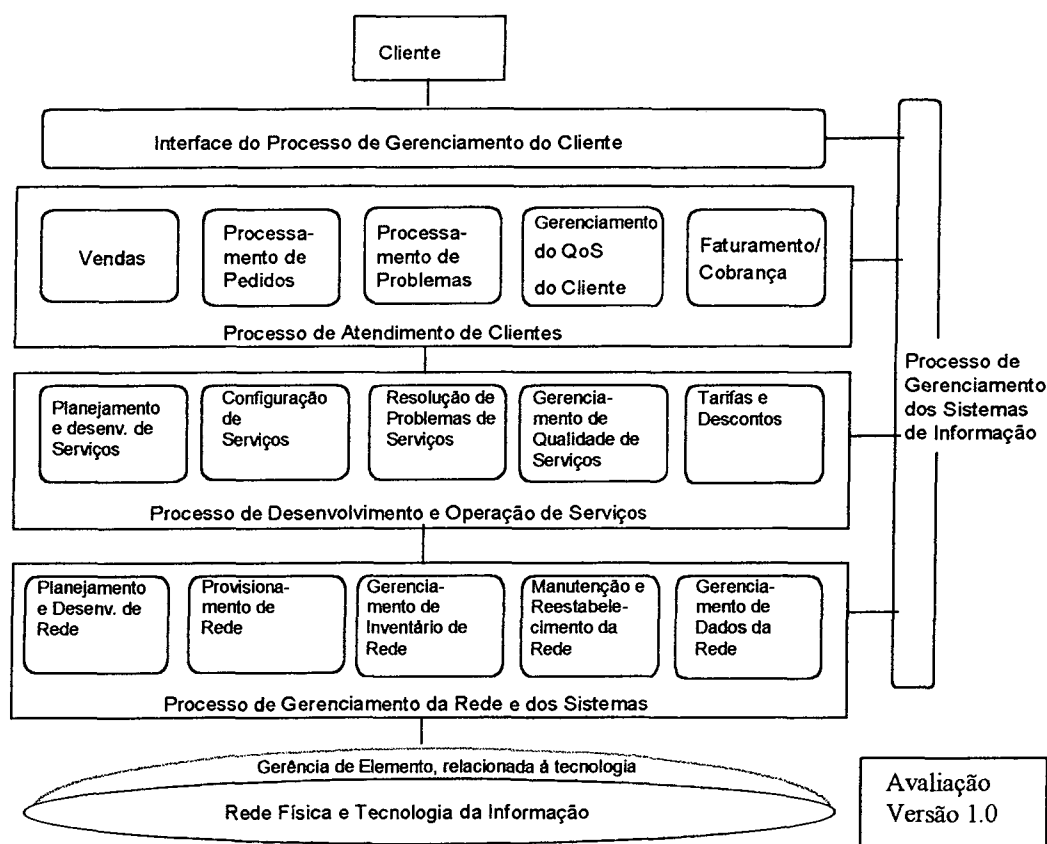 Cliente
Interface do Processo de Gerenciamento do Cliente
Vendas
Processa-
mento de
Pedidos
Processa-
mento de
Problemas
Gerenciamento
do QoS
do Cliente
Faturamento/
Cobrança
Processo de Atendimento de Clientes
Planejamento
e desenv. de
Serviços
Configuração
de
Serviços
Resolução de
Problemas de
Serviços
Gerenci-
amento de
Qualidade de
Serviços
Tarifas e
Descontos
Processo de Desenvolvimento e Operação de Serviços
Planejamento
e Desenv. de
Rede
Provisiona-
mento de
Rede
Gerencia-
mento de
Inventário de
Rede
Manutenção e
Reestabele-
cimento da
Rede
Gerencia-
mento de
Dados da
Rede
Processo de Gerenciamento da Rede e dos Sistemas
Processo de
Gerenciamento
dos Sistemas
de Informação
Gerência de Elemento, relacionada á tecnologia
Rede Física e Tecnologia da Informação
Avaliação
Versão 1.0